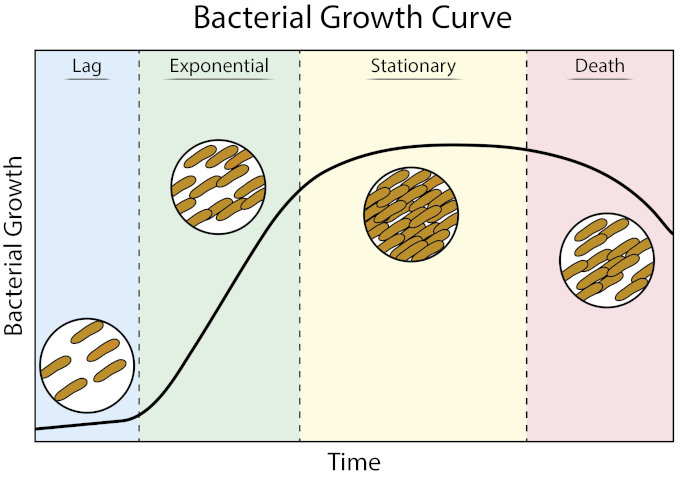 Bacterial Growth Curve
Lag
Exponential
Stationary
Death
Bacterial Growth
Time